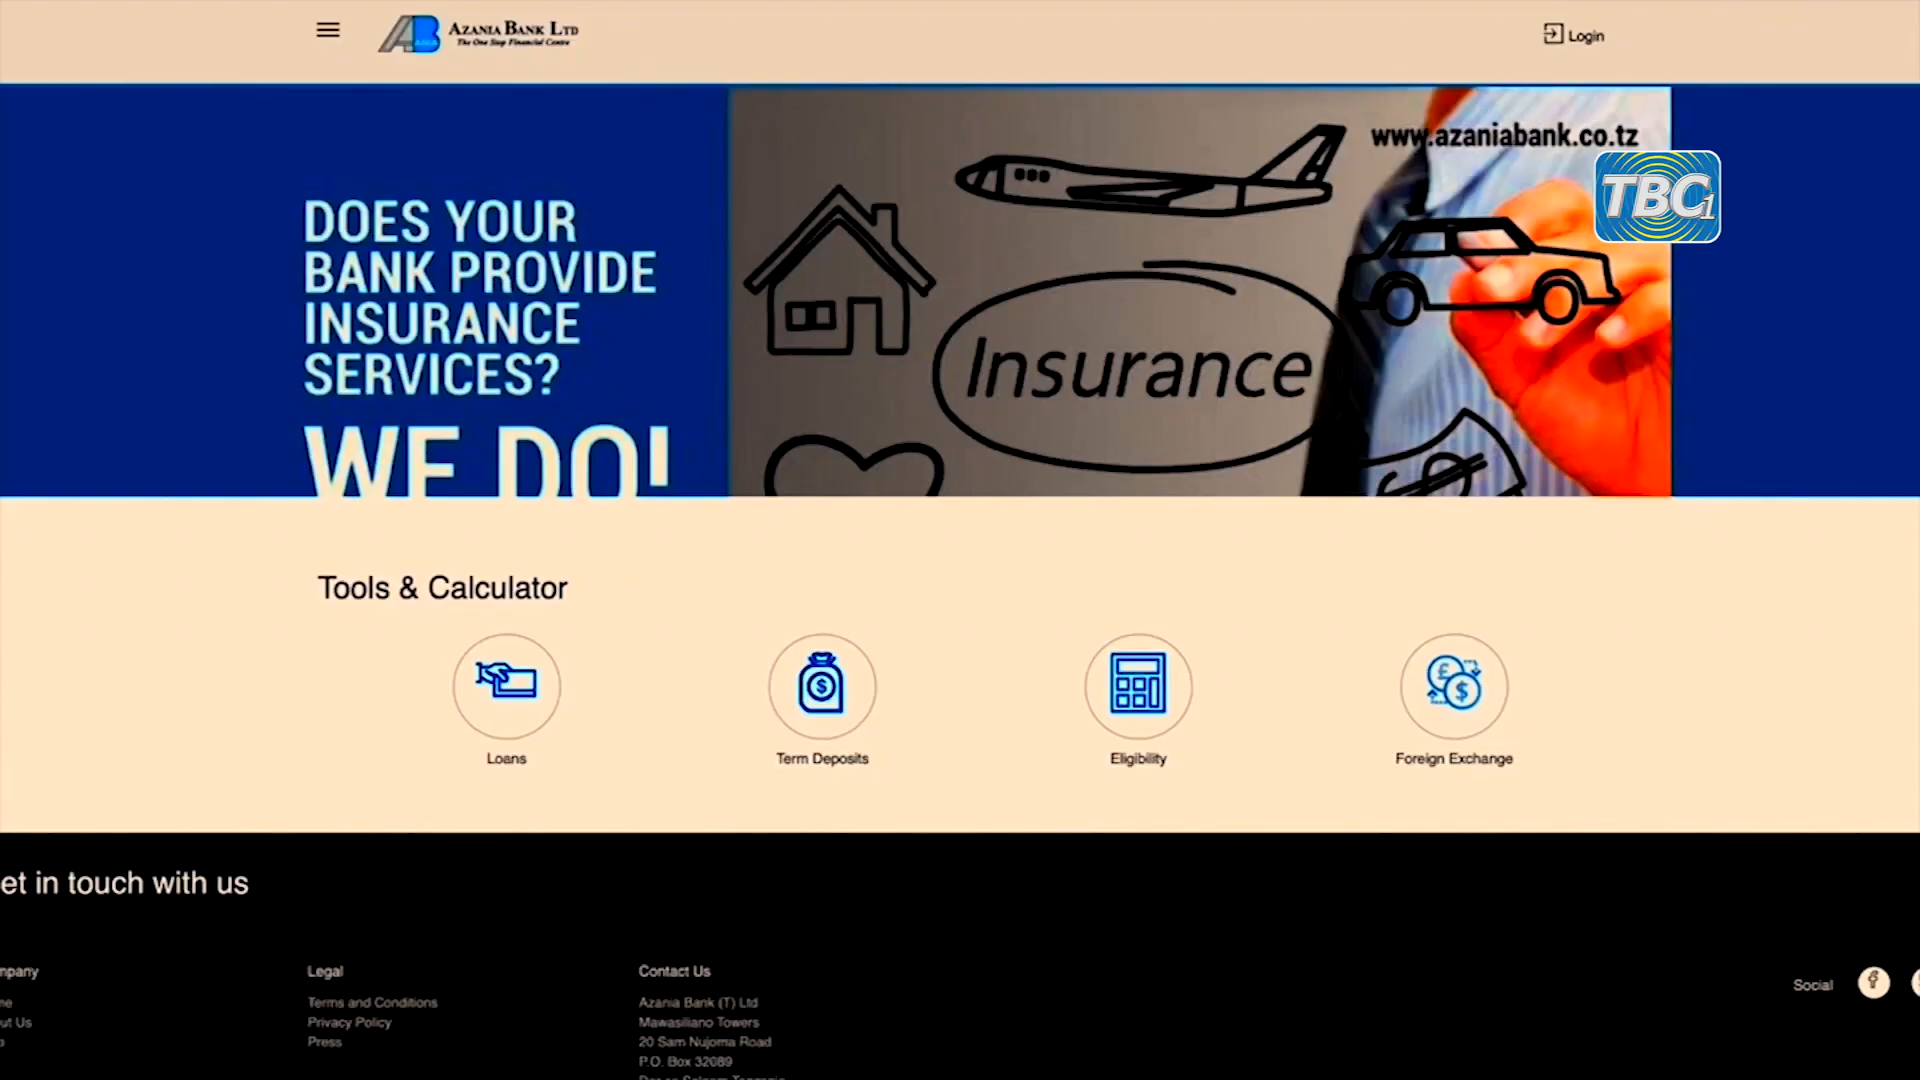 AZANIA BANK LTD
The One Stop Financial Centre
Login
www.azaniabank.co.tz
TBC1
DOES YOUR
BANK PROVIDE
INSURANCE
SERVICES?
WE DO!
Insurance
Tools & Calculator
Loans
Term Deposits
Eligibility
Foreign Exchange
et in touch with us
mpany
me
ut Us
Legal
Terms and Conditions
Privacy Policy
Press
Contact Us
Azania Bank (T) Ltd
Mawasiliano Towers
20 Sam Nujoma Road
P.O. Box 32089
Social